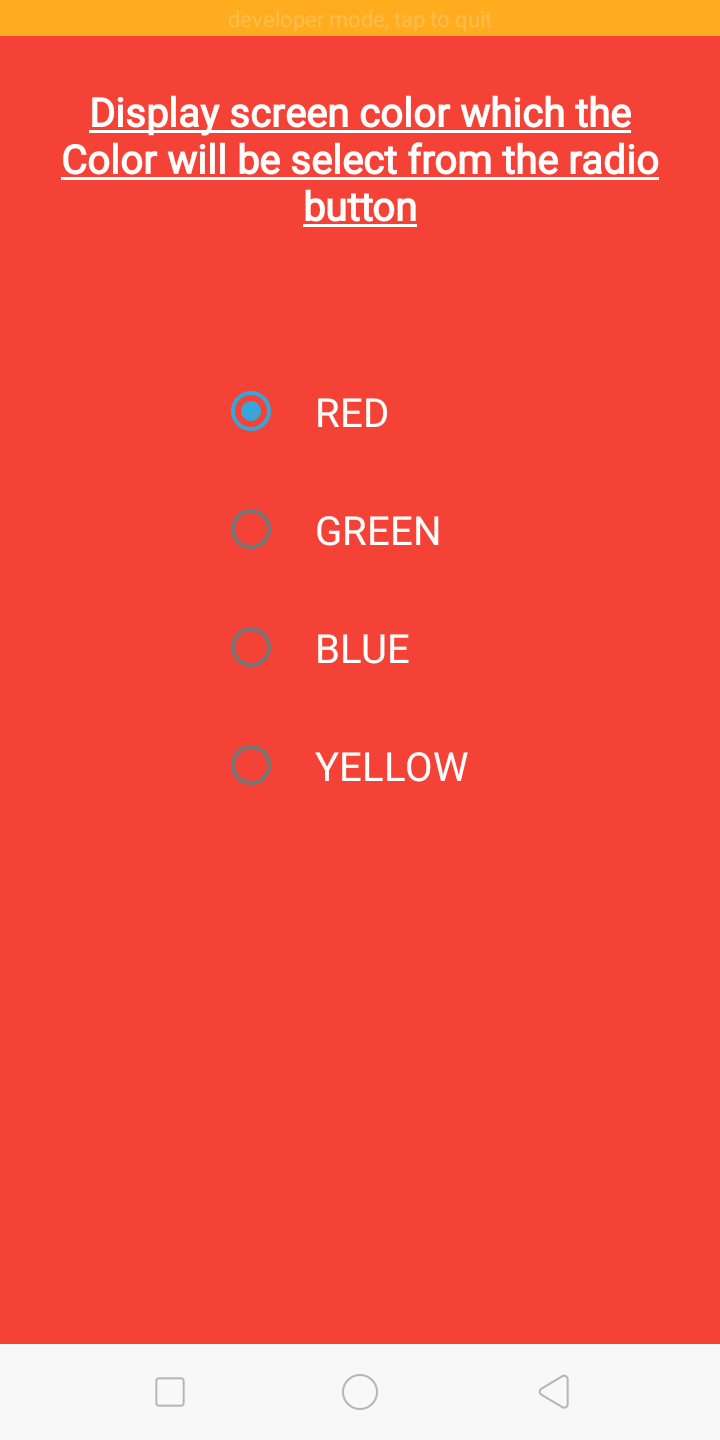 developer mode, tap to quit
Display screen color which the
Color will be select from the radio
button
RED
GREEN
BLUE
YELLOW